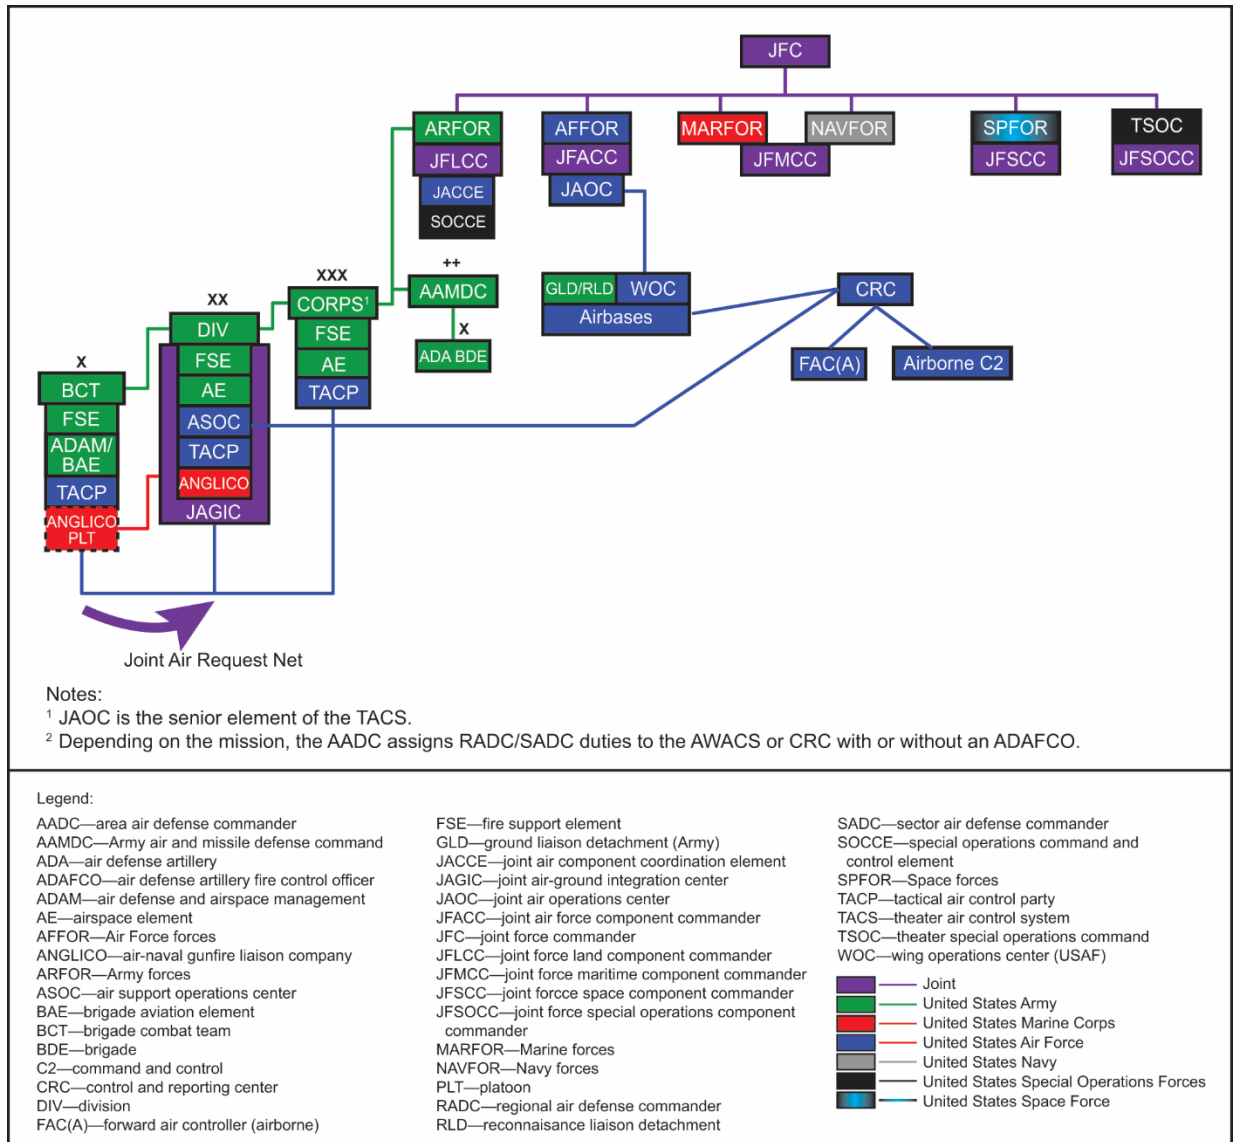 JFC
ARFOR
JFLCC
JACCE
SOCCE
AFFOR
JFACC
JAOC
MARFOR
NAVFOR
JFMCC
SPFOR
JFSCC
TSOC
JFSOCC
++
AAMDC
X
ADA BDE
XXX
CORPS¹
FSE
AE
TACP
XX
DIV
FSE
AE
ASOC
TACP
ANGLICO
JAGIC
X
BCT
FSE
ADAM/
BAE
TACP
ANGLICO
PLT
GLD/RLD
WOC
Airbases
CRC
FAC(A)
Airborne C2
Joint Air Request Net
Notes:
¹ JAOC is the senior element of the TACS.
² Depending on the mission, the AADC assigns RADC/SADC duties to the AWACS or CRC with or without an ADAFCO.
Legend:
AADC—area air defense commander
AAMDC—Army air and missile defense command
ADA—air defense artillery
ADAFCO—air defense artillery fire control officer
ADAM—air defense and airspace management
AE—airspace element
AFFOR—Air Force forces
ANGLICO—air-naval gunfire liaison company
ARFOR—Army forces
ASOC—air support operations center
BAE—brigade aviation element
BCT—brigade combat team
BDE—brigade
C2—command and control
CRC—control and reporting center
DIV—division
FAC(A)—forward air controller (airborne)
FSE—fire support element
GLD—ground liaison detachment (Army)
JACCE—joint air component coordination element
JAGIC—joint air-ground integration center
JAOC—joint air operations center
JFACC—joint air force component commander
JFC—joint force commander
JFLCC—joint force land component commander
JFMCC—joint force maritime component commander
JFSCC—joint forcce space component commander
JFSOCC—joint force special operations component
commander
MARFOR—Marine forces
NAVFOR—Navy forces
PLT—platoon
RADC—regional air defense commander
RLD—reconnaisance liaison detachment
SADC—sector air defense commander
SOCCE—special operations command and
control element
SPFOR—Space forces
TACP—tactical air control party
TACS—theater air control system
TSOC—theater special operations command
WOC—wing operations center (USAF)
Joint
United States Army
United States Marine Corps
United States Air Force
United States Navy
United States Special Operations Forces
United States Space Force